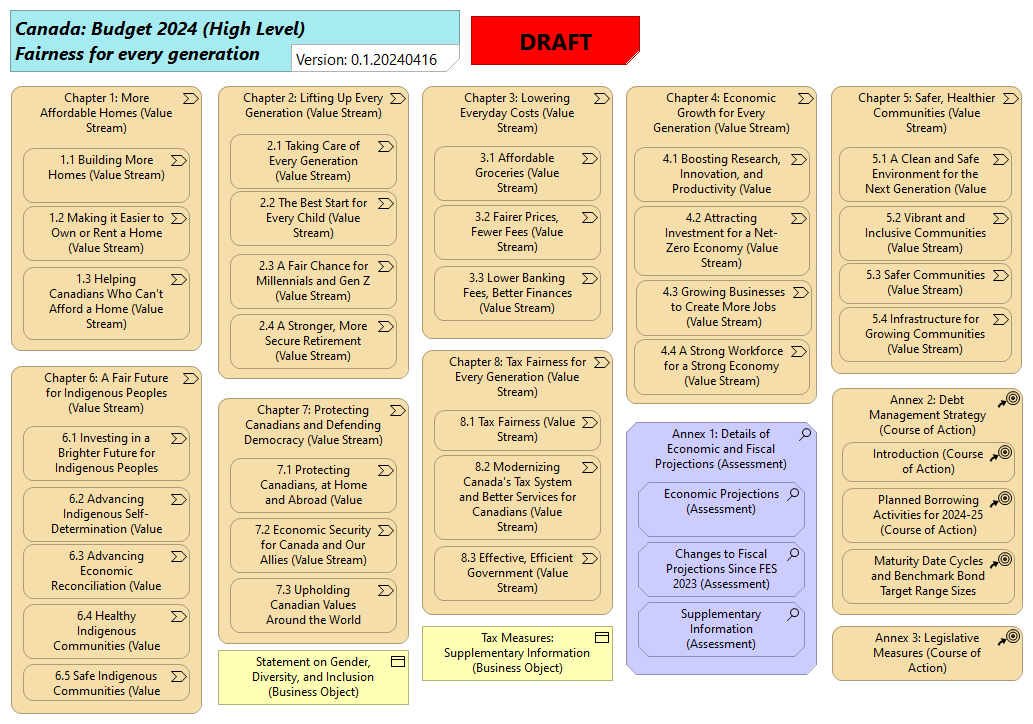 Canada: Budget 2024 (High Level)
Fairness for every generation
Version: 0.1.20240416
DRAFT
Chapter 1: More
Affordable Homes (Value
Stream)
1.1 Building More
Homes (Value Stream)
1.2 Making it Easier to
Own or Rent a Home
(Value Stream)
1.3 Helping
Canadians Who Can't
Afford a Home (Value
Stream)
Chapter 2: Lifting Up Every
Generation (Value Stream)
2.1 Taking Care of
Every Generation
(Value Stream)
2.2 The Best Start for
Every Child (Value
Stream)
2.3 A Fair Chance for
Millennials and Gen Z
(Value Stream)
2.4 A Stronger, More
Secure Retirement
(Value Stream)
Chapter 3: Lowering
Everyday Costs (Value
Stream)
3.1 Affordable
Groceries (Value
Stream)
3.2 Fairer Prices,
Fewer Fees (Value
Stream)
3.3 Lower Banking
Fees, Better Finances
(Value Stream)
Chapter 4: Economic
Growth for Every
Generation (Value Stream)
4.1 Boosting Research,
Innovation, and
Productivity (Value
4.2 Attracting
Investment for a Net-
Zero Economy (Value
Stream)
4.3 Growing Businesses
to Create More Jobs
(Value Stream)
4.4 A Strong Workforce
for a Strong Economy
(Value Stream)
Chapter 5: Safer, Healthier
Communities (Value
Stream)
5.1 A Clean and Safe
Environment for the
Next Generation (Value
5.2 Vibrant and
Inclusive Communities
(Value Stream)
5.3 Safer Communities
(Value Stream)
5.4 Infrastructure for
Growing Communities
(Value Stream)
Chapter 6: A Fair Future
for Indigenous Peoples
(Value Stream)
6.1 Investing in a
Brighter Future for
Indigenous Peoples
6.2 Advancing
Indigenous Self-
Determination (Value
6.3 Advancing
Economic
Reconciliation (Value
6.4 Healthy
Indigenous
Communities (Value
6.5 Safe Indigenous
Communities (Value
Chapter 7: Protecting
Canadians and Defending
Democracy (Value Stream)
7.1 Protecting
Canadians, at Home
and Abroad (Value
7.2 Economic Security
for Canada and Our
Allies (Value Stream)
7.3 Upholding
Canadian Values
Around the World
Statement on Gender,
Diversity, and Inclusion
(Business Object)
Chapter 8: Tax Fairness for
Every Generation (Value
Stream)
8.1 Tax Fairness (Value
Stream)
8.2 Modernizing
Canada's Tax System
and Better Services for
Canadians (Value
Stream)
8.3 Effective, Efficient
Government (Value
Stream)
Tax Measures:
Supplementary Information
(Business Object)
Annex 1: Details of
Economic and Fiscal
Projections (Assessment)
Economic Projections
(Assessment)
Changes to Fiscal
Projections Since FES
2023 (Assessment)
Supplementary
Information
(Assessment)
Annex 2: Debt
Management Strategy
(Course of Action)
Introduction (Course
of Action)
Planned Borrowing
Activities for 2024-25
(Course of Action)
Maturity Date Cycles
and Benchmark Bond
Target Range Sizes
Annex 3: Legislative
Measures (Course of
Action)